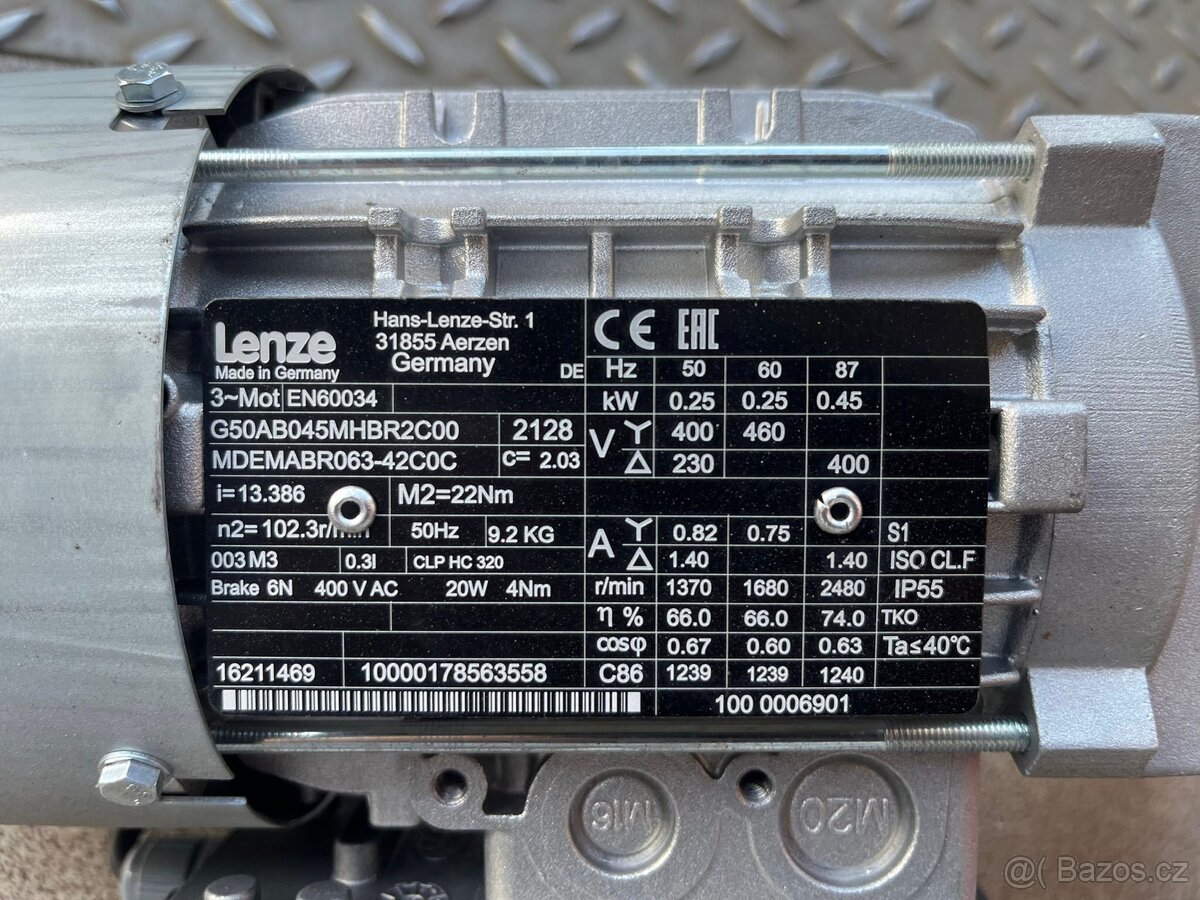 Lenze
Made in Germany
Hans-Lenze-Str. 1
31855 Aerzen
Germany
DE
CE EAC
Hz 50 60 87
3~Mot EN60034
kW 0.25 0.25 0.45
G50AB045MHBR2C00 2128
V Y 400 460
MDEMABR063-42C0C C= 2.03
Δ 230 400
i=13.386 M2=22Nm
n2=102.3r/min 50Hz 9.2 KG
A Y 0.82 0.75 S1
003 M3 0.3l CLP HC 320
Δ 1.40 1.40 ISO CL.F
Brake 6N 400 V AC 20W 4Nm
r/min 1370 1680 2480 IP55
η % 66.0 66.0 74.0 TKO
cosφ 0.67 0.60 0.63 Ta≤40°C
16211469 10000178563558
C86 1239 1239 1240
100 0006901
M16 M20
@( Bazos.cz